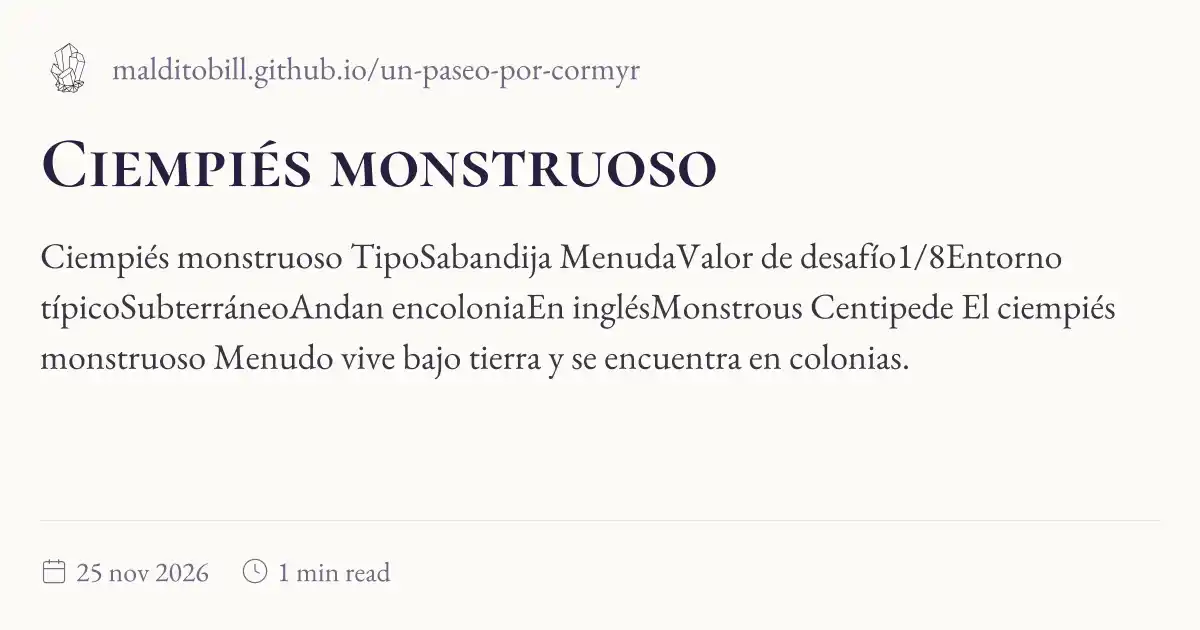 malditobill.github.io/un-paseo-por-cormyr
Ciempiés monstruoso
Ciempiés monstruoso TipoSabandija MenudaValor de desafío1/8Entorno
típicoSubterráneoAndan encoloniaEn inglésMonstrous Centipede El ciempiés
monstruoso Menudo vive bajo tierra y se encuentra en colonias.
25 nov 2026 1 min read